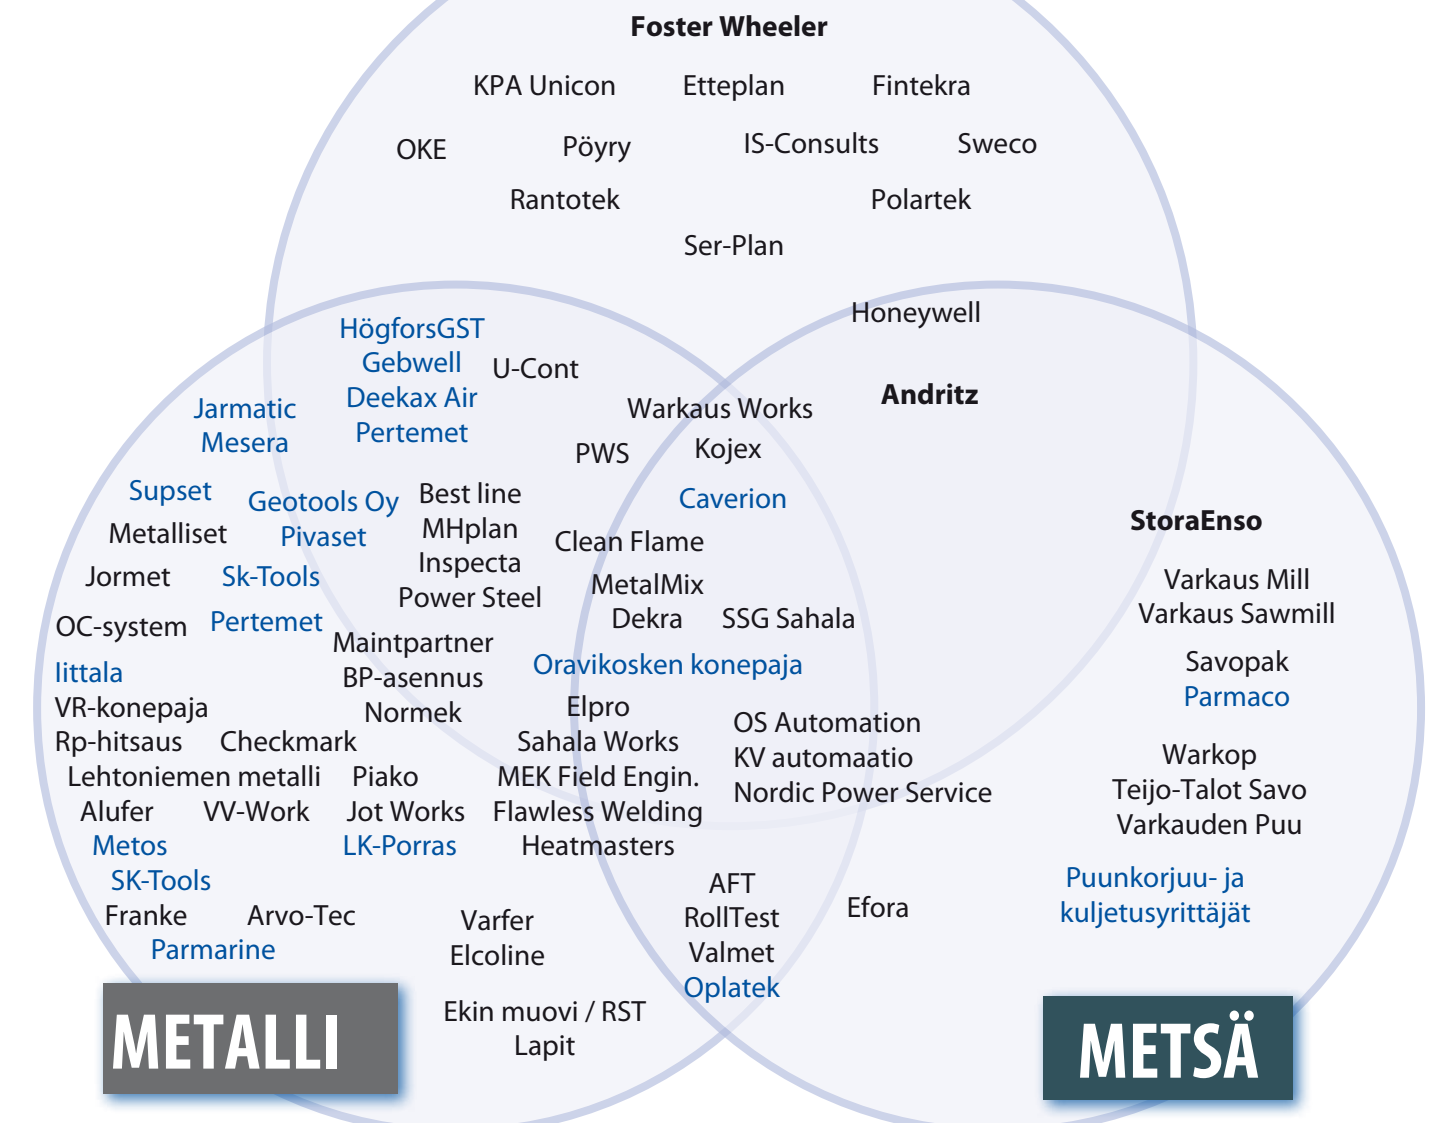 Foster Wheeler
KPA Unicon
Etteplan
Fintekra
OKE
Pöyry
IS-Consults
Sweco
Rantotek
Polartek
Ser-Plan
Honeywell
HögforsGST
Gebwell
Deekax Air
Pertemet
U-Cont
Andritz
Jarmatic
Mesera
Warkaus Works
PWS
Kojex
Supset
Geotools Oy
Pivaset
Best line
MHplan
Inspecta
Power Steel
Caverion
StoraEnso
Metalliset
Clean Flame
Jormet
Sk-Tools
MetalMix
Dekra
SSG Sahala
Varkaus Mill
Varkaus Sawmill
OC-system
Pertemet
Maintpartner
BP-asennus
Normek
Oravikosken konepaja
Savopak
Parmaco
Iittala
VR-konepaja
Rp-hitsaus
Checkmark
Elpro
Sahala Works
MEK Field Engin.
Flawless Welding
Heatmasters
OS Automation
KV automaatio
Nordic Power Service
Warkop
Teijo-Talot Savo
Varkauden Puu
Lehtoniemen metalli
Piako
Alufer
VV-Work
Jot Works
Metos
LK-Porras
SK-Tools
Franke
Arvo-Tec
Parmarine
Varfer
Elcoline
AFT
RollTest
Valmet
Oplatek
Efora
Puunkorjuu- ja
kuljetusyrittäjät
Ekin muovi / RST
Lapit
METALLI
METSÄ